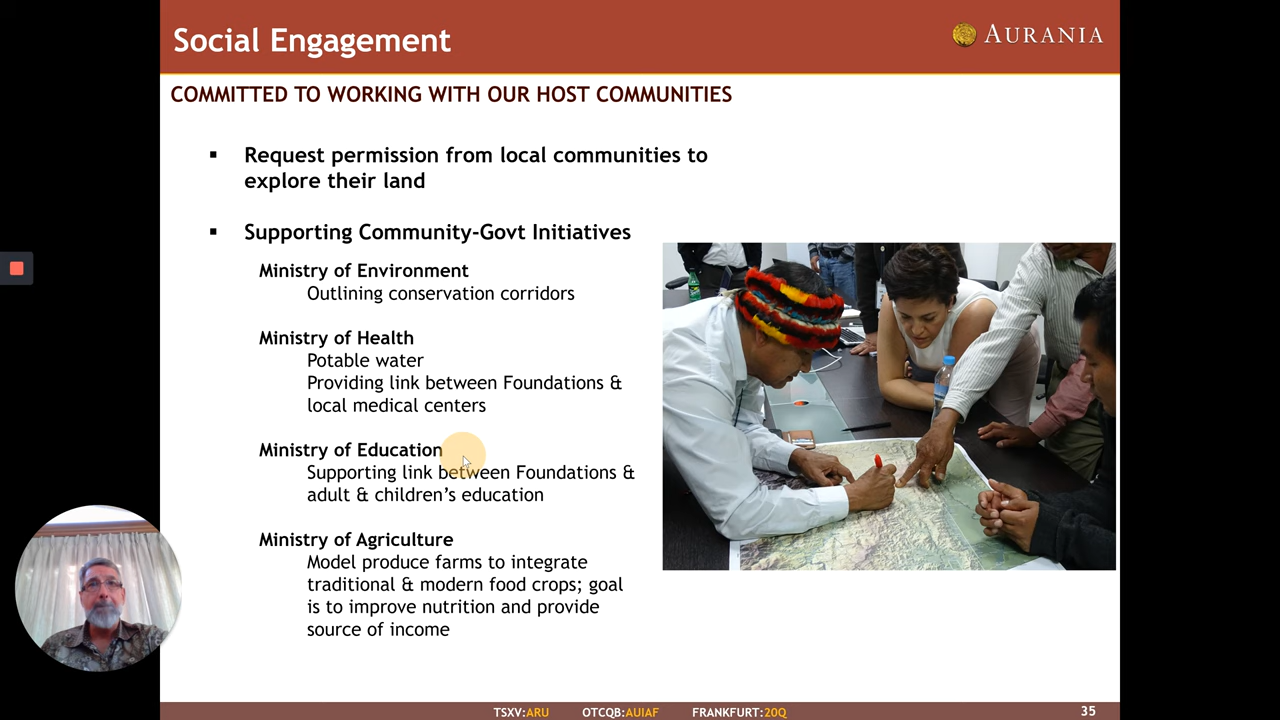 Social Engagement
AURANIA
COMMITTED TO WORKING WITH OUR HOST COMMUNITIES
▪ Request permission from local communities to
explore their land
▪ Supporting Community-Govt Initiatives
Ministry of Environment
Outlining conservation corridors
Ministry of Health
Potable water
Providing link between Foundations &
local medical centers
Ministry of Education
Supporting link between Foundations &
adult & children’s education
Ministry of Agriculture
Model produce farms to integrate
traditional & modern food crops; goal
is to improve nutrition and provide
source of income
TSXV:ARU OTCQB:AUIAF FRANKFURT:20Q
35